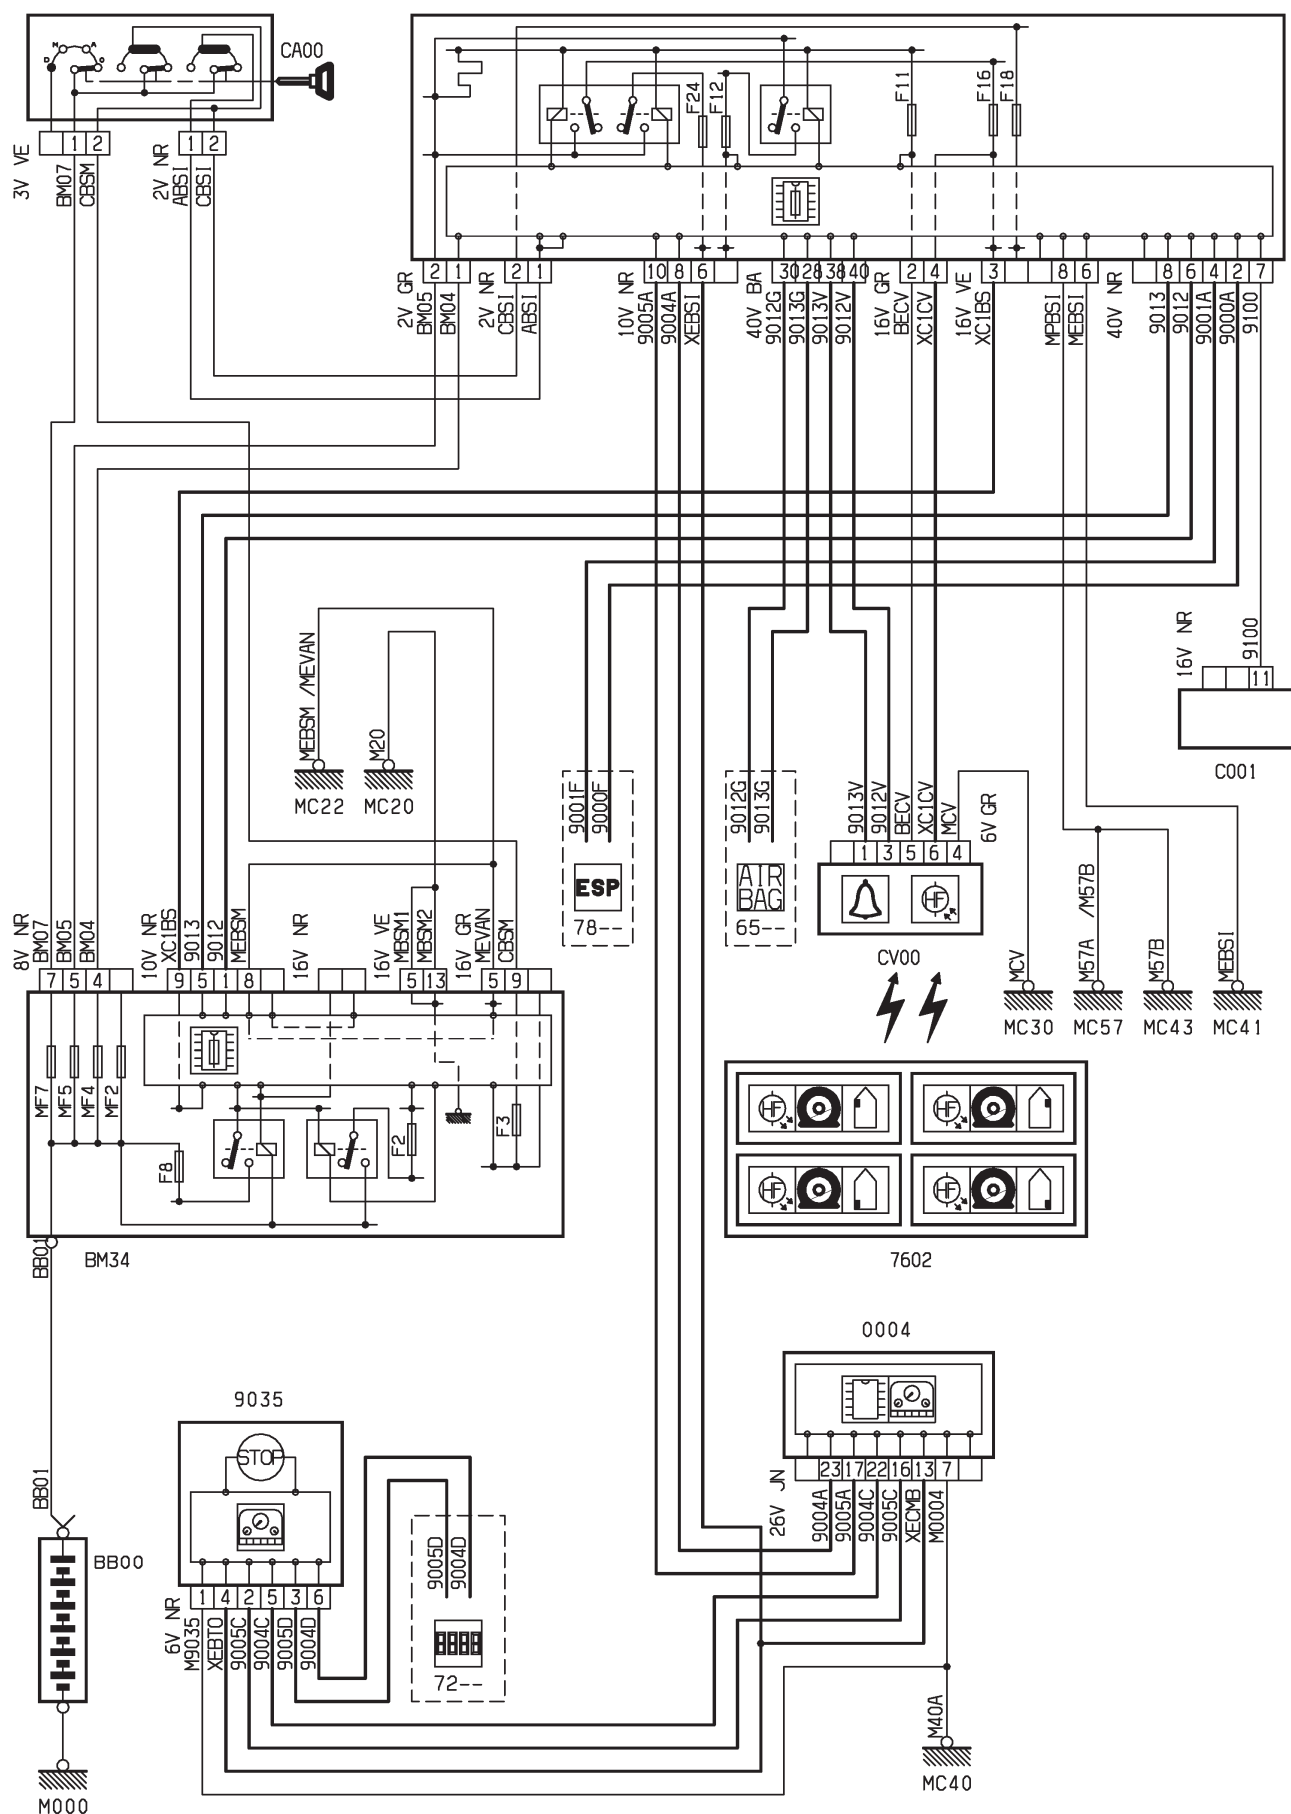 N A
D O
CA00
F24
F12
F11
F16
F18
1 2
1 2
3V VE
BM07
CBSM
2V NR
ABSI
CBSI
2 1
2 1
10 8 6
30 28 38 40
2 4
3
8 6
8 6 4 2 7
2V GR
BM05
BM04
2V NR
CBSI
ABSI
10V NR
9005A
9004A
XEBSI
40V BA
9012G
9013G
9013V
9012V
16V GR
BECV
XC1CV
16V VE
XC1BS
MPBSI
MEBSI
40V NR
9013
9012
9001A
9000A
9100
16V NR
9100
11
C001
MEBSM /MEVAN
M20
MC22
MC20
9001F
9000F
ESP
78--
9012G
9013G
AIR
BAG
65--
9013V
9012V
BECV
XC1CV
MCV
6V GR
1 3 5 6 4
HF
CV00
MCV
M57A /M57B
M57B
MEBSI
MC30
MC57
MC43
MC41
8V NR
BM07
BM05
BM04
10V NR
XC1BS
9013
9012
MEBSM
16V NR
16V VE
MBSM1
MBSM2
16V GR
MEVAN
CBSM
7 5 4
9 5 1 8
5 13
5 9
MF7
MF5
MF4
MF2
F8
F2
F3
BB01
BM34
HF
HF
HF
HF
7602
0004
23 17 22 16 13 7
26V JN
9004A
9005A
9004C
9005C
XECMB
M0004
9035
STOP
1 4 2 5 3 6
6V NR
M9035
XEBTO
9005C
9004C
9005D
9004D
9005D
9004D
72--
BB01
BB00
M000
M40A
MC40